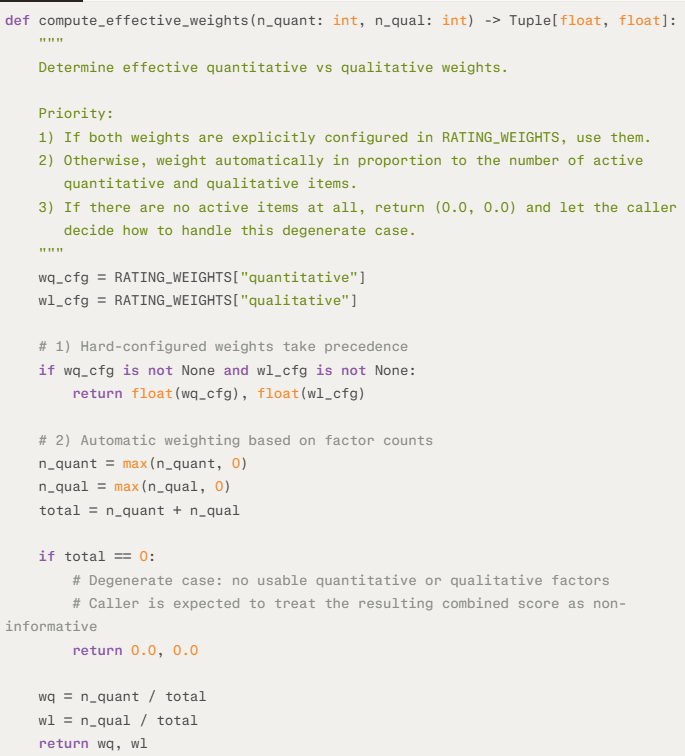 def compute_effective_weights(n_quant: int, n_qual: int) -> Tuple[float, float]:
    """
    Determine effective quantitative vs qualitative weights.

    Priority:
    1) If both weights are explicitly configured in RATING_WEIGHTS, use them.
    2) Otherwise, weight automatically in proportion to the number of active
       quantitative and qualitative items.
    3) If there are no active items at all, return (0.0, 0.0) and let the caller
       decide how to handle this degenerate case.
    """
    wq_cfg = RATING_WEIGHTS["quantitative"]
    wl_cfg = RATING_WEIGHTS["qualitative"]

    # 1) Hard-configured weights take precedence
    if wq_cfg is not None and wl_cfg is not None:
        return float(wq_cfg), float(wl_cfg)

    # 2) Automatic weighting based on factor counts
    n_quant = max(n_quant, 0)
    n_qual = max(n_qual, 0)
    total = n_quant + n_qual

    if total == 0:
        # Degenerate case: no usable quantitative or qualitative factors
        # Caller is expected to treat the resulting combined score as non-
informative
        return 0.0, 0.0

    wq = n_quant / total
    wl = n_qual / total
    return wq, wl